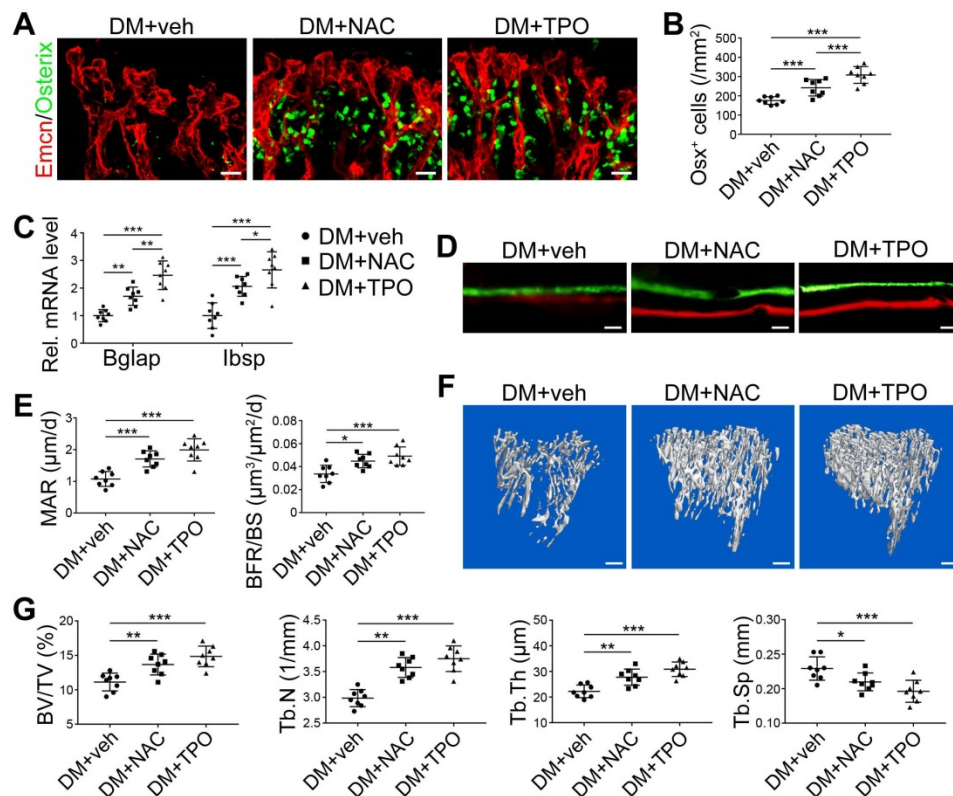 A
DM+veh
DM+NAC
DM+TPO
Emcn/Osterix
B
Osx⁺ cells (/mm²)
500
400
300
200
100
0
***
***
***
DM+veh
DM+NAC
DM+TPO
C
Rel. mRNA level
4
3
2
1
0
***
**
**
***
*
***
Bglap
Ibsp
DM+veh
DM+NAC
DM+TPO
D
DM+veh
DM+NAC
DM+TPO
E
MAR (µm/d)
3
2
1
0
***
***
DM+veh
DM+NAC
DM+TPO
BFR/BS (µm³/µm²/d)
0.08
0.06
0.04
0.02
0
***
*
DM+veh
DM+NAC
DM+TPO
F
DM+veh
DM+NAC
DM+TPO
G
BV/TV (%)
20
15
10
5
***
**
DM+veh
DM+NAC
DM+TPO
Tb.N (1/mm)
4.5
4.0
3.5
3.0
2.5
***
**
DM+veh
DM+NAC
DM+TPO
Tb.Th (µm)
50
40
30
20
10
***
**
DM+veh
DM+NAC
DM+TPO
Tb.Sp (mm)
0.30
0.25
0.20
0.10
***
*
DM+veh
DM+NAC
DM+TPO